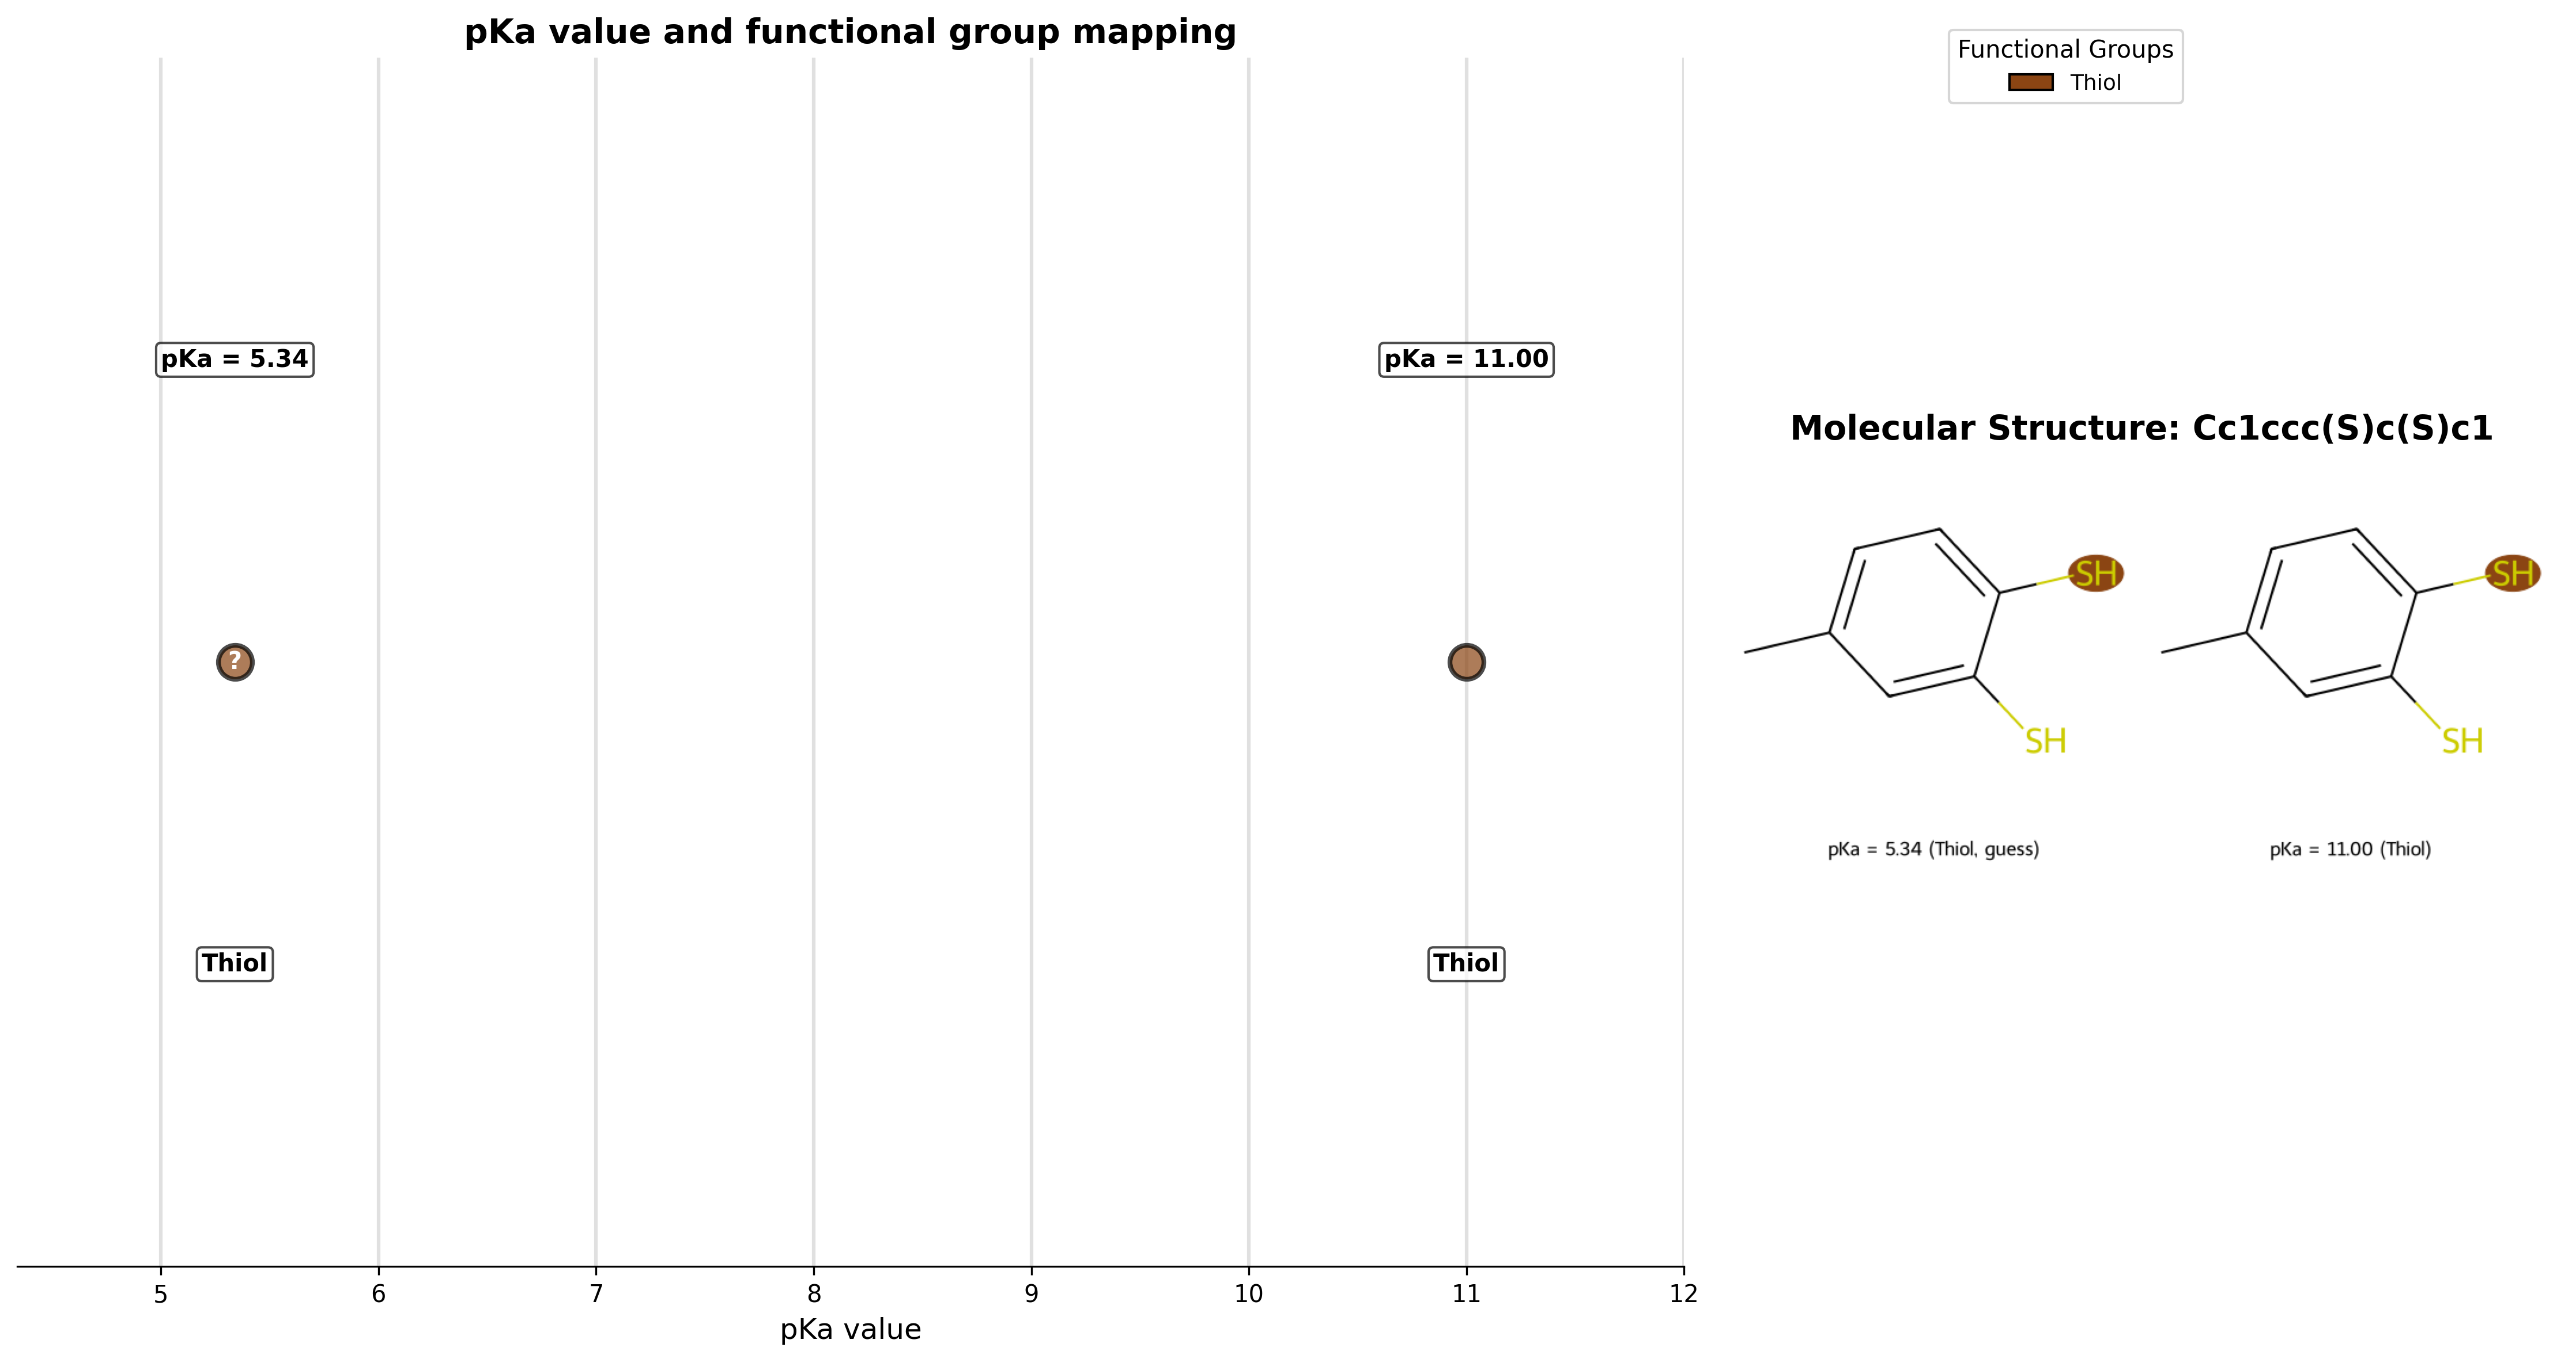 pKa value and functional group mapping
Functional Groups
Thiol
pKa = 5.34
pKa = 11.00
Molecular Structure: Cc1ccc(S)c(S)c1
SH
SH
?
SH
SH
pKa = 5.34 (Thiol, guess)
pKa = 11.00 (Thiol)
Thiol
Thiol
5 6 7 8 9 10 11 12
pKa value